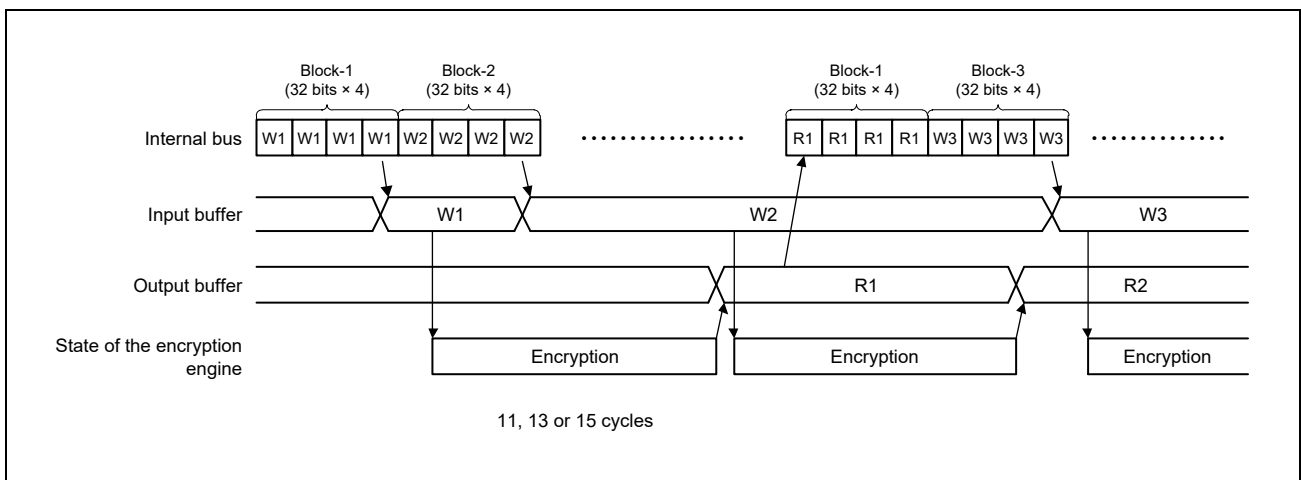 Block-1 Block-2 Block-1 Block-3
(32 bits × 4) (32 bits × 4) (32 bits × 4) (32 bits × 4)
Internal bus W1 W1 W1 W1 W2 W2 W2 W2 R1 R1 R1 R1 W3 W3 W3 W3
Input buffer W1 W2 W3
Output buffer R1 R2
State of the encryption
engine
Encryption Encryption Encryption
11, 13 or 15 cycles